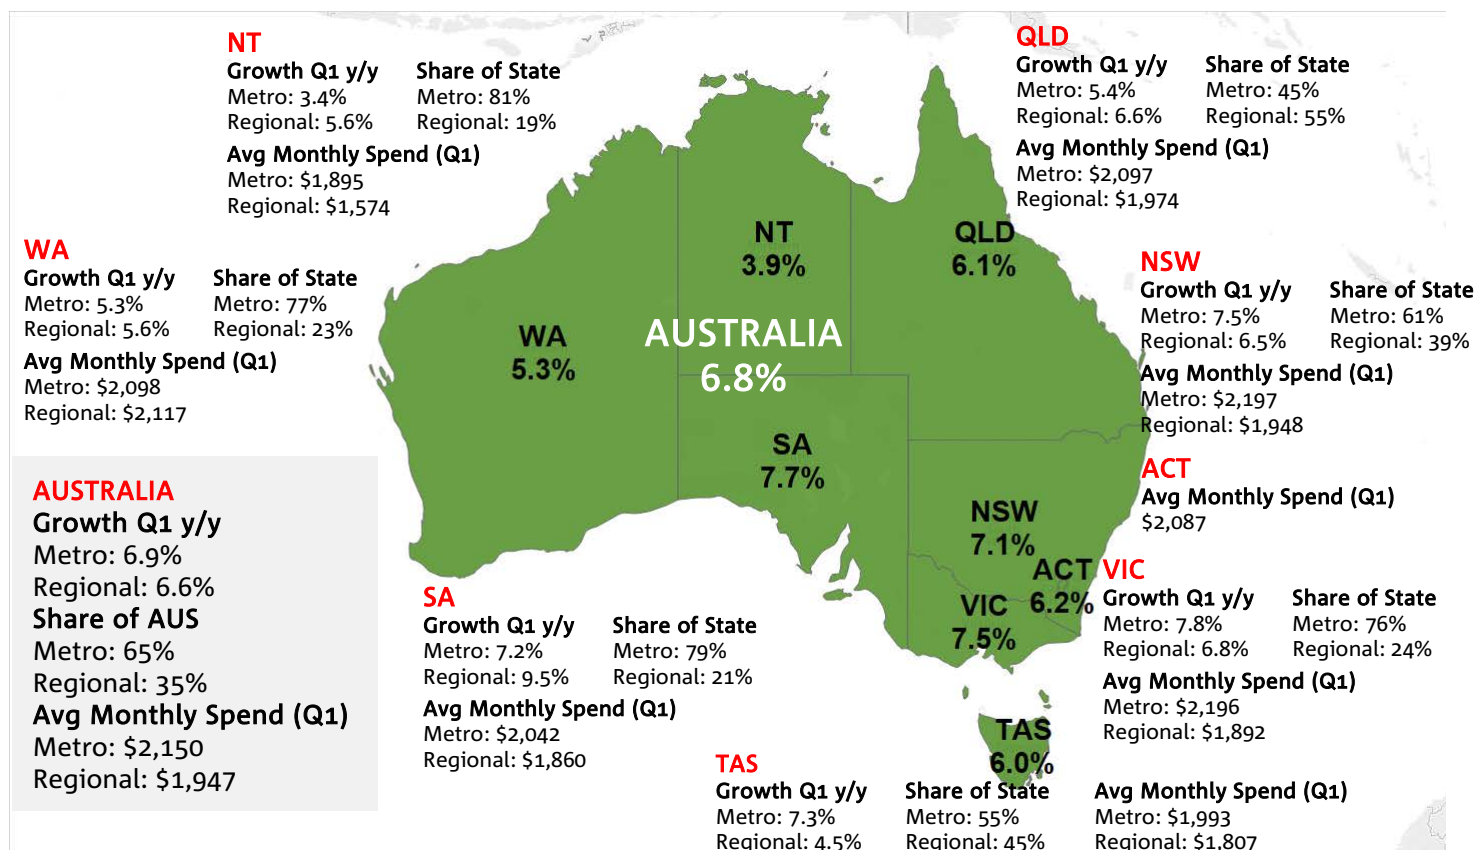 NT
Growth Q1 y/y Share of State
Metro: 3.4% Metro: 81%
Regional: 5.6% Regional: 19%
Avg Monthly Spend (Q1)
Metro: $1,895
Regional: $1,574
QLD
Growth Q1 y/y Share of State
Metro: 5.4% Metro: 45%
Regional: 6.6% Regional: 55%
Avg Monthly Spend (Q1)
Metro: $2,097
Regional: $1,974
WA
Growth Q1 y/y Share of State
Metro: 5.3% Metro: 77%
Regional: 5.6% Regional: 23%
Avg Monthly Spend (Q1)
Metro: $2,098
Regional: $2,117
NT
3.9%
QLD
6.1%
WA
5.3%
AUSTRALIA
6.8%
SA
7.7%
NSW
7.1%
ACT
6.2%
VIC
7.5%
TAS
6.0%
NSW
Growth Q1 y/y Share of State
Metro: 7.5% Metro: 61%
Regional: 6.5% Regional: 39%
Avg Monthly Spend (Q1)
Metro: $2,197
Regional: $1,948
ACT
Avg Monthly Spend (Q1)
$2,087
AUSTRALIA
Growth Q1 y/y
Metro: 6.9%
Regional: 6.6%
Share of AUS
Metro: 65%
Regional: 35%
Avg Monthly Spend (Q1)
Metro: $2,150
Regional: $1,947
SA
Growth Q1 y/y Share of State
Metro: 7.2% Metro: 79%
Regional: 9.5% Regional: 21%
Avg Monthly Spend (Q1)
Metro: $2,042
Regional: $1,860
VIC
Growth Q1 y/y Share of State
Metro: 7.8% Metro: 76%
Regional: 6.8% Regional: 24%
Avg Monthly Spend (Q1)
Metro: $2,196
Regional: $1,892
TAS
Growth Q1 y/y Share of State Avg Monthly Spend (Q1)
Metro: 7.3% Metro: 55% Metro: $1,993
Regional: 4.5% Regional: 45% Regional: $1,807